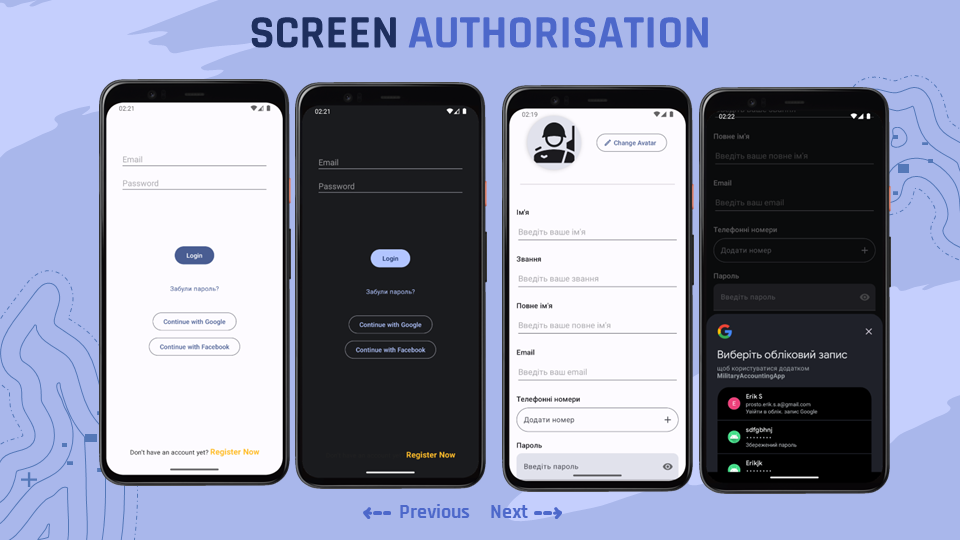 SCREEN AUTHORISATION
02:21
Email
Password
Login
Забули пароль?
Continue with Google
Continue with Facebook
Don't have an account yet? Register Now
02:21
Email
Password
Login
Забули пароль?
Continue with Google
Continue with Facebook
Register Now
02:19
Change Avatar
Ім'я
Введіть ваше ім'я
Звання
Введіть ваше звання
Повне ім'я
Введіть ваше повне ім'я
Email
Введіть ваш email
Телефонні номери
Додати номер
Пароль
Введіть пароль
02:22
Повне ім'я
Введіть ваше повне ім'я
Email
Введіть ваш email
Телефонні номери
Додати номер
Пароль
Введіть пароль
Виберіть обліковий запис
щоб користуватися додатком
MilitaryAccountingApp
Erik S
prosto.erik.s.a@gmail.com
Увійти в облік. запис Google
sdfgbhnj
••••••••
Збережений пароль
Erikjk
••••••••
Previous Next